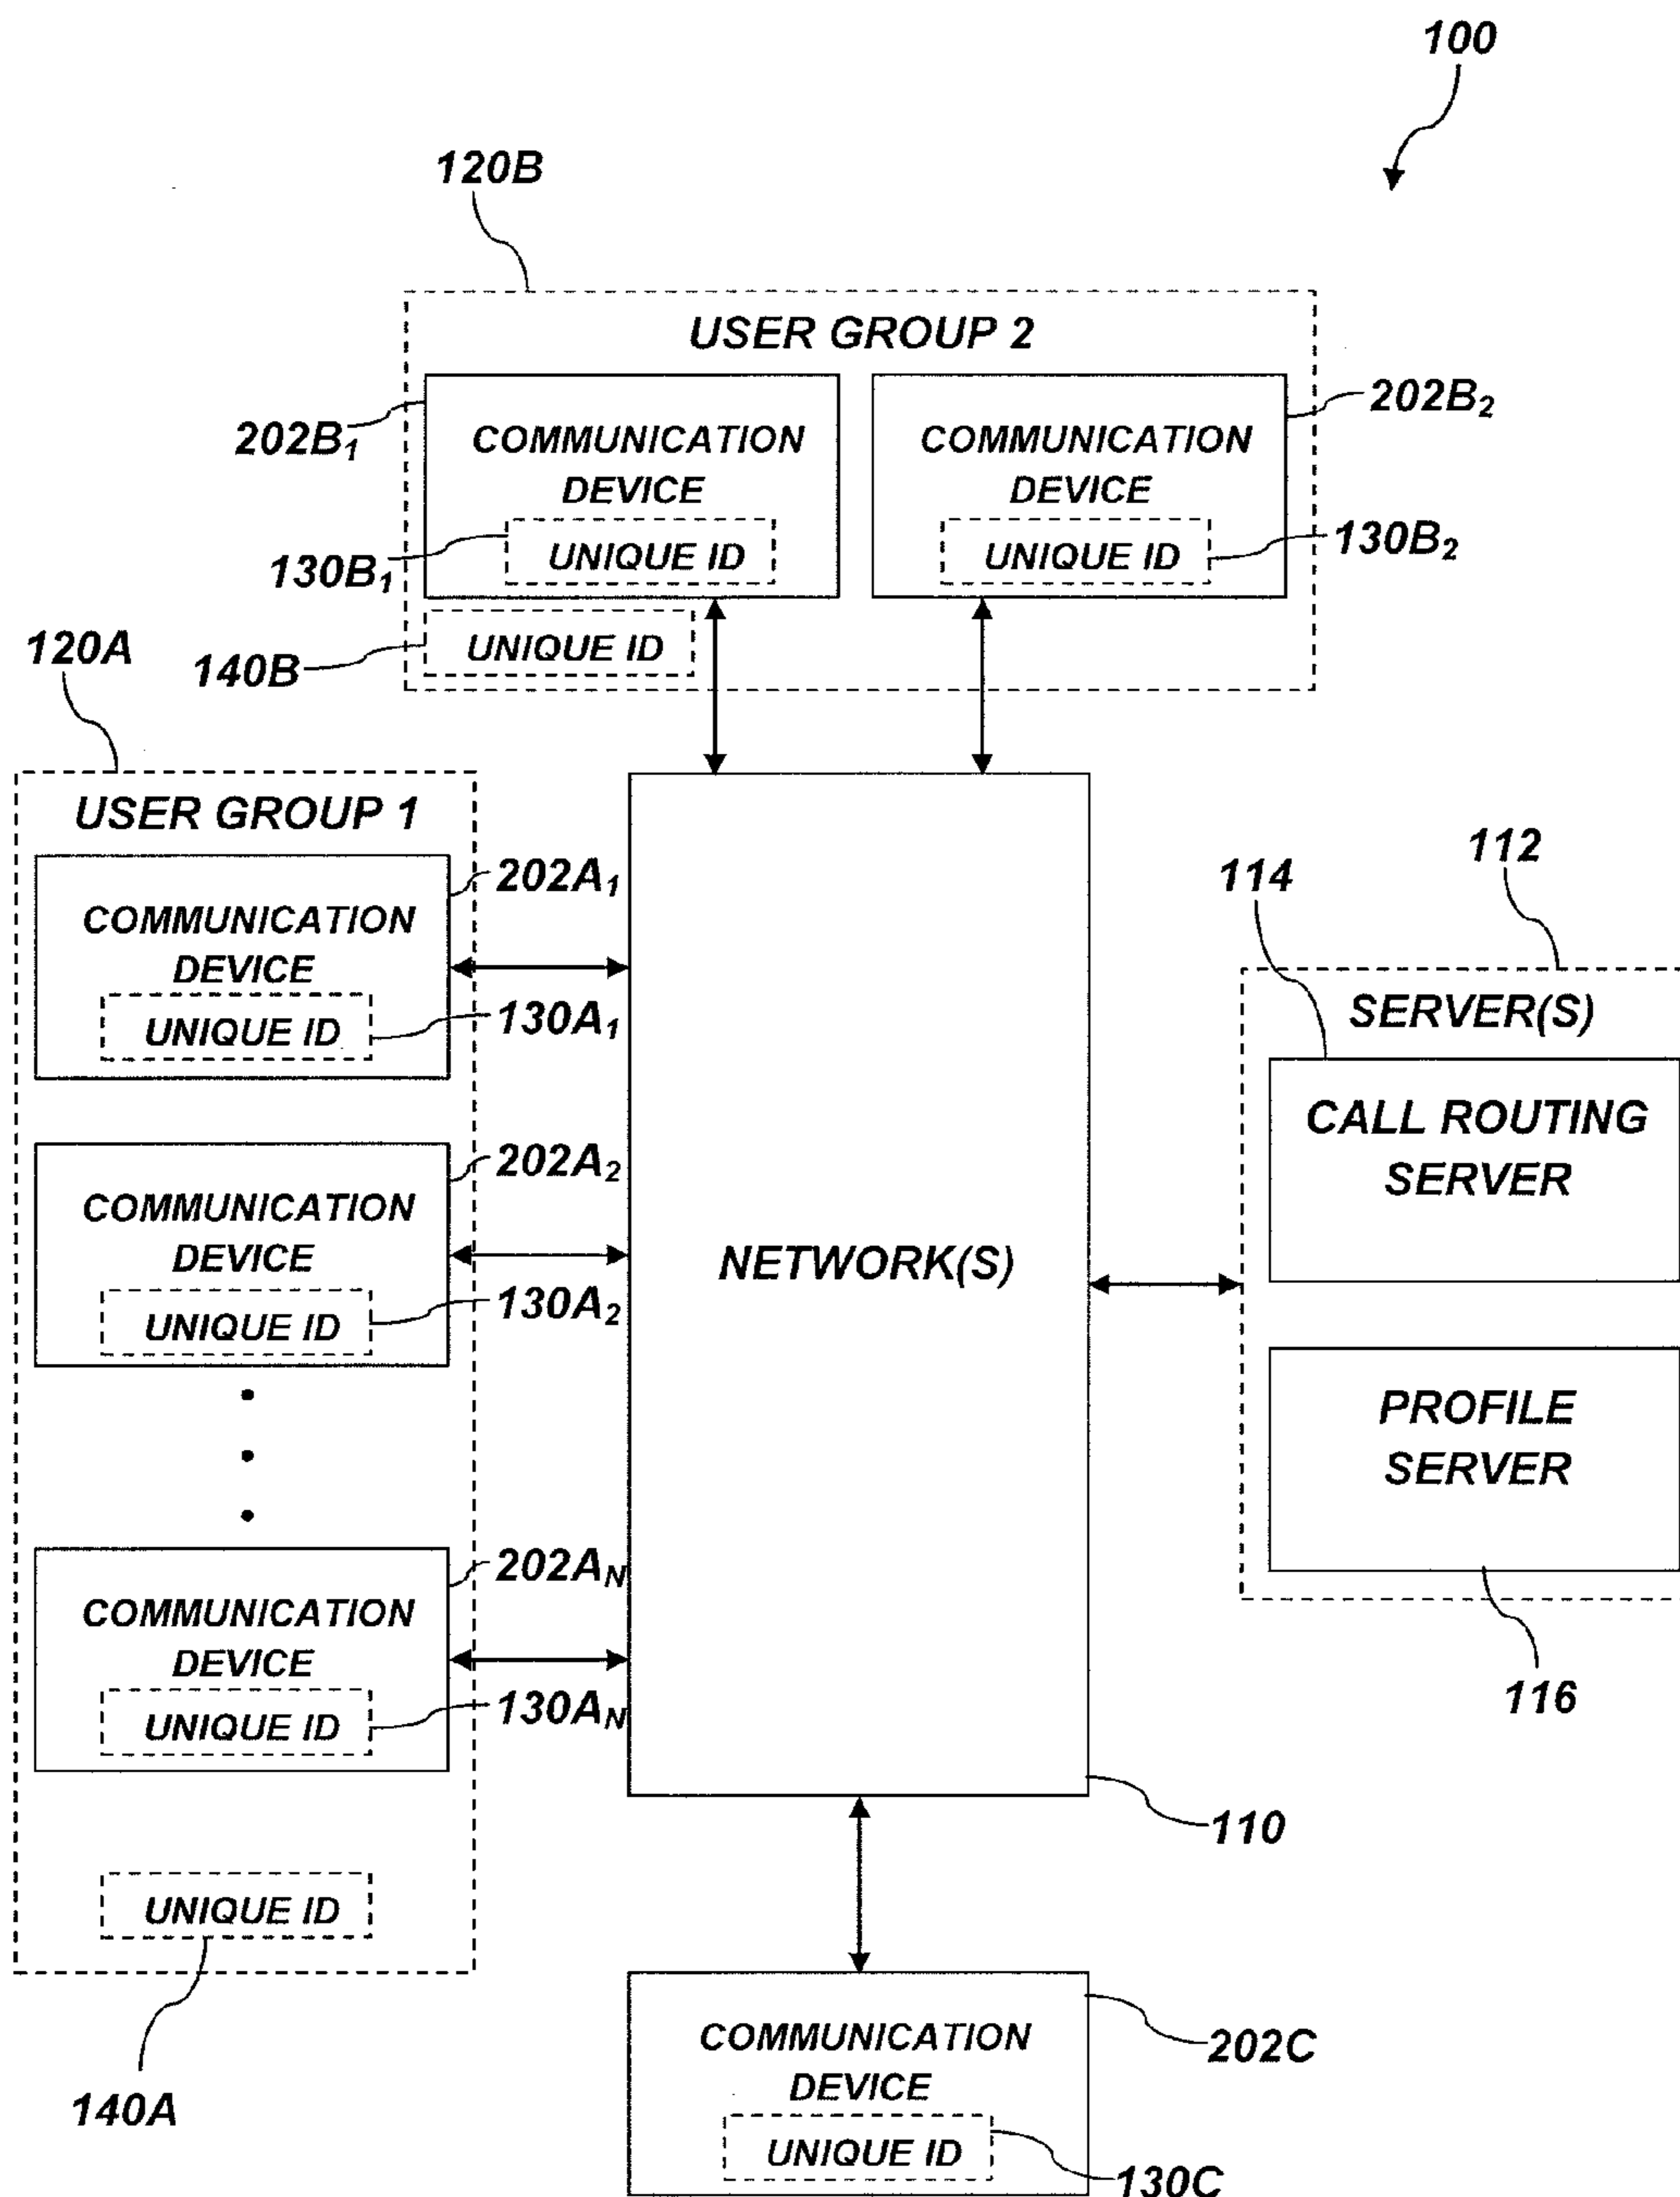 100
120B
USER GROUP 2
202B₁
COMMUNICATION
DEVICE
UNIQUE ID
130B₁
COMMUNICATION
DEVICE
UNIQUE ID
202B₂
130B₂
140B
UNIQUE ID
120A
USER GROUP 1
COMMUNICATION
DEVICE
UNIQUE ID
202A₁
130A₁
COMMUNICATION
DEVICE
UNIQUE ID
202A₂
130A₂
COMMUNICATION
DEVICE
UNIQUE ID
202Aₙ
130Aₙ
UNIQUE ID
140A
NETWORK(S)
110
112
114
SERVER(S)
CALL ROUTING
SERVER
PROFILE
SERVER
116
COMMUNICATION
DEVICE
UNIQUE ID
202C
130C